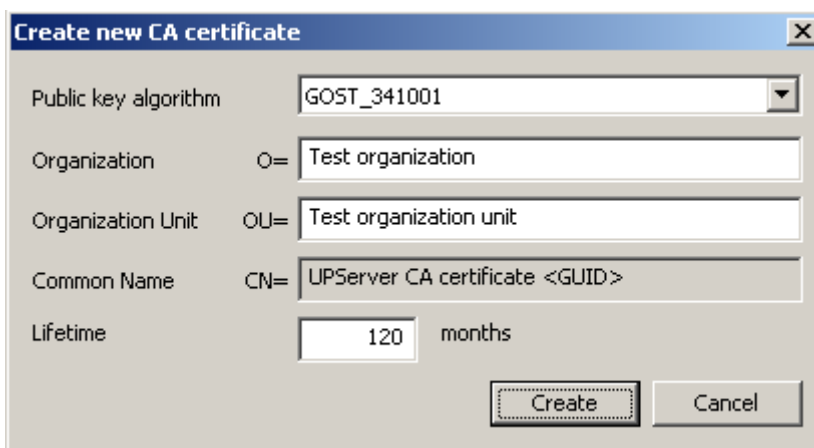 Create new CA certificate
Public key algorithm GOST_341001
Organization O= Test organization
Organization Unit OU= Test organization unit
Common Name CN= UPServer CA certificate <GUID>
Lifetime 120 months
Create Cancel